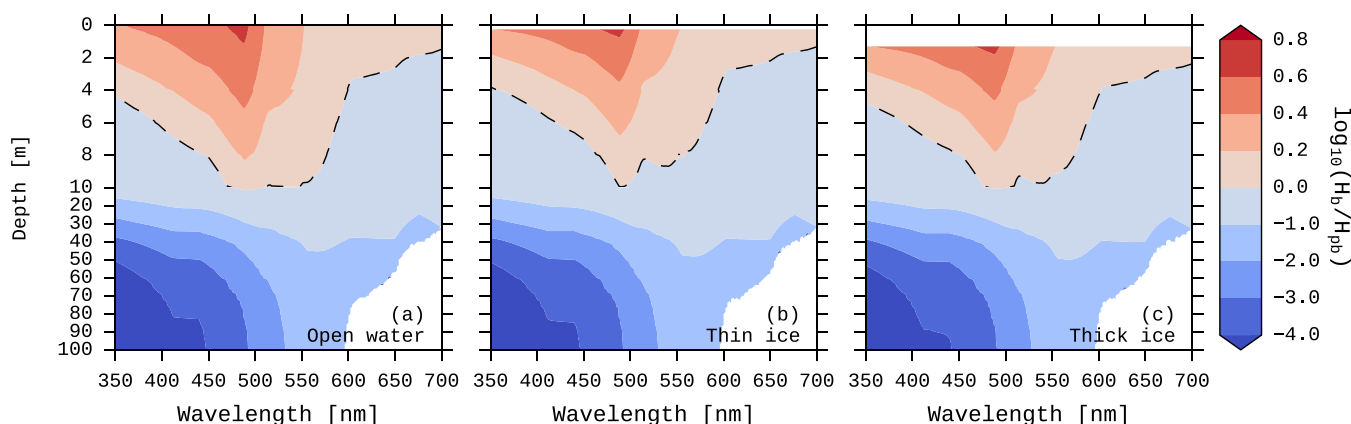 Depth [m]
0
2
4
6
8
10
20
30
40
50
60
70
80
90
100
(a)
Open water
(b)
Thin ice
(c)
Thick ice
350 400 450 500 550 600 650 700
350 400 450 500 550 600 650 700
350 400 450 500 550 600 650 700
Wavelength [nm]
Wavelength [nm]
Wavelength [nm]
0.8
0.6
0.4
0.2
0.0
−1.0
−2.0
−3.0
−4.0
log₁₀(H_b/H_pb)